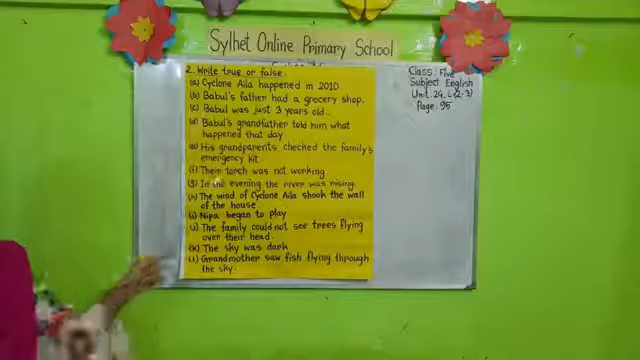 Sylhet Online Primary School
Class: Five
Subject English
Unit: 24, L-(2-3)
Page: 95
2. Write true or false.
(a) Cyclone Aila happened in 2010
(b) Babul's father had a grocery shop.
(c) Babul was just 3 years old.
(d) Babul's grandfather told him what
happened that day.
(e) His grandparents checked the family's
emergency kit.
(f) Their torch was not working
(g) In the evening the river was rising.
(h) The wind of Cyclone Aila shook the wall
of the house.
(i) Nipa began to play
(j) The family could not see trees flying
over their head.
(k) The sky was dark
(l) Grandmother saw fish flying through
the sky.